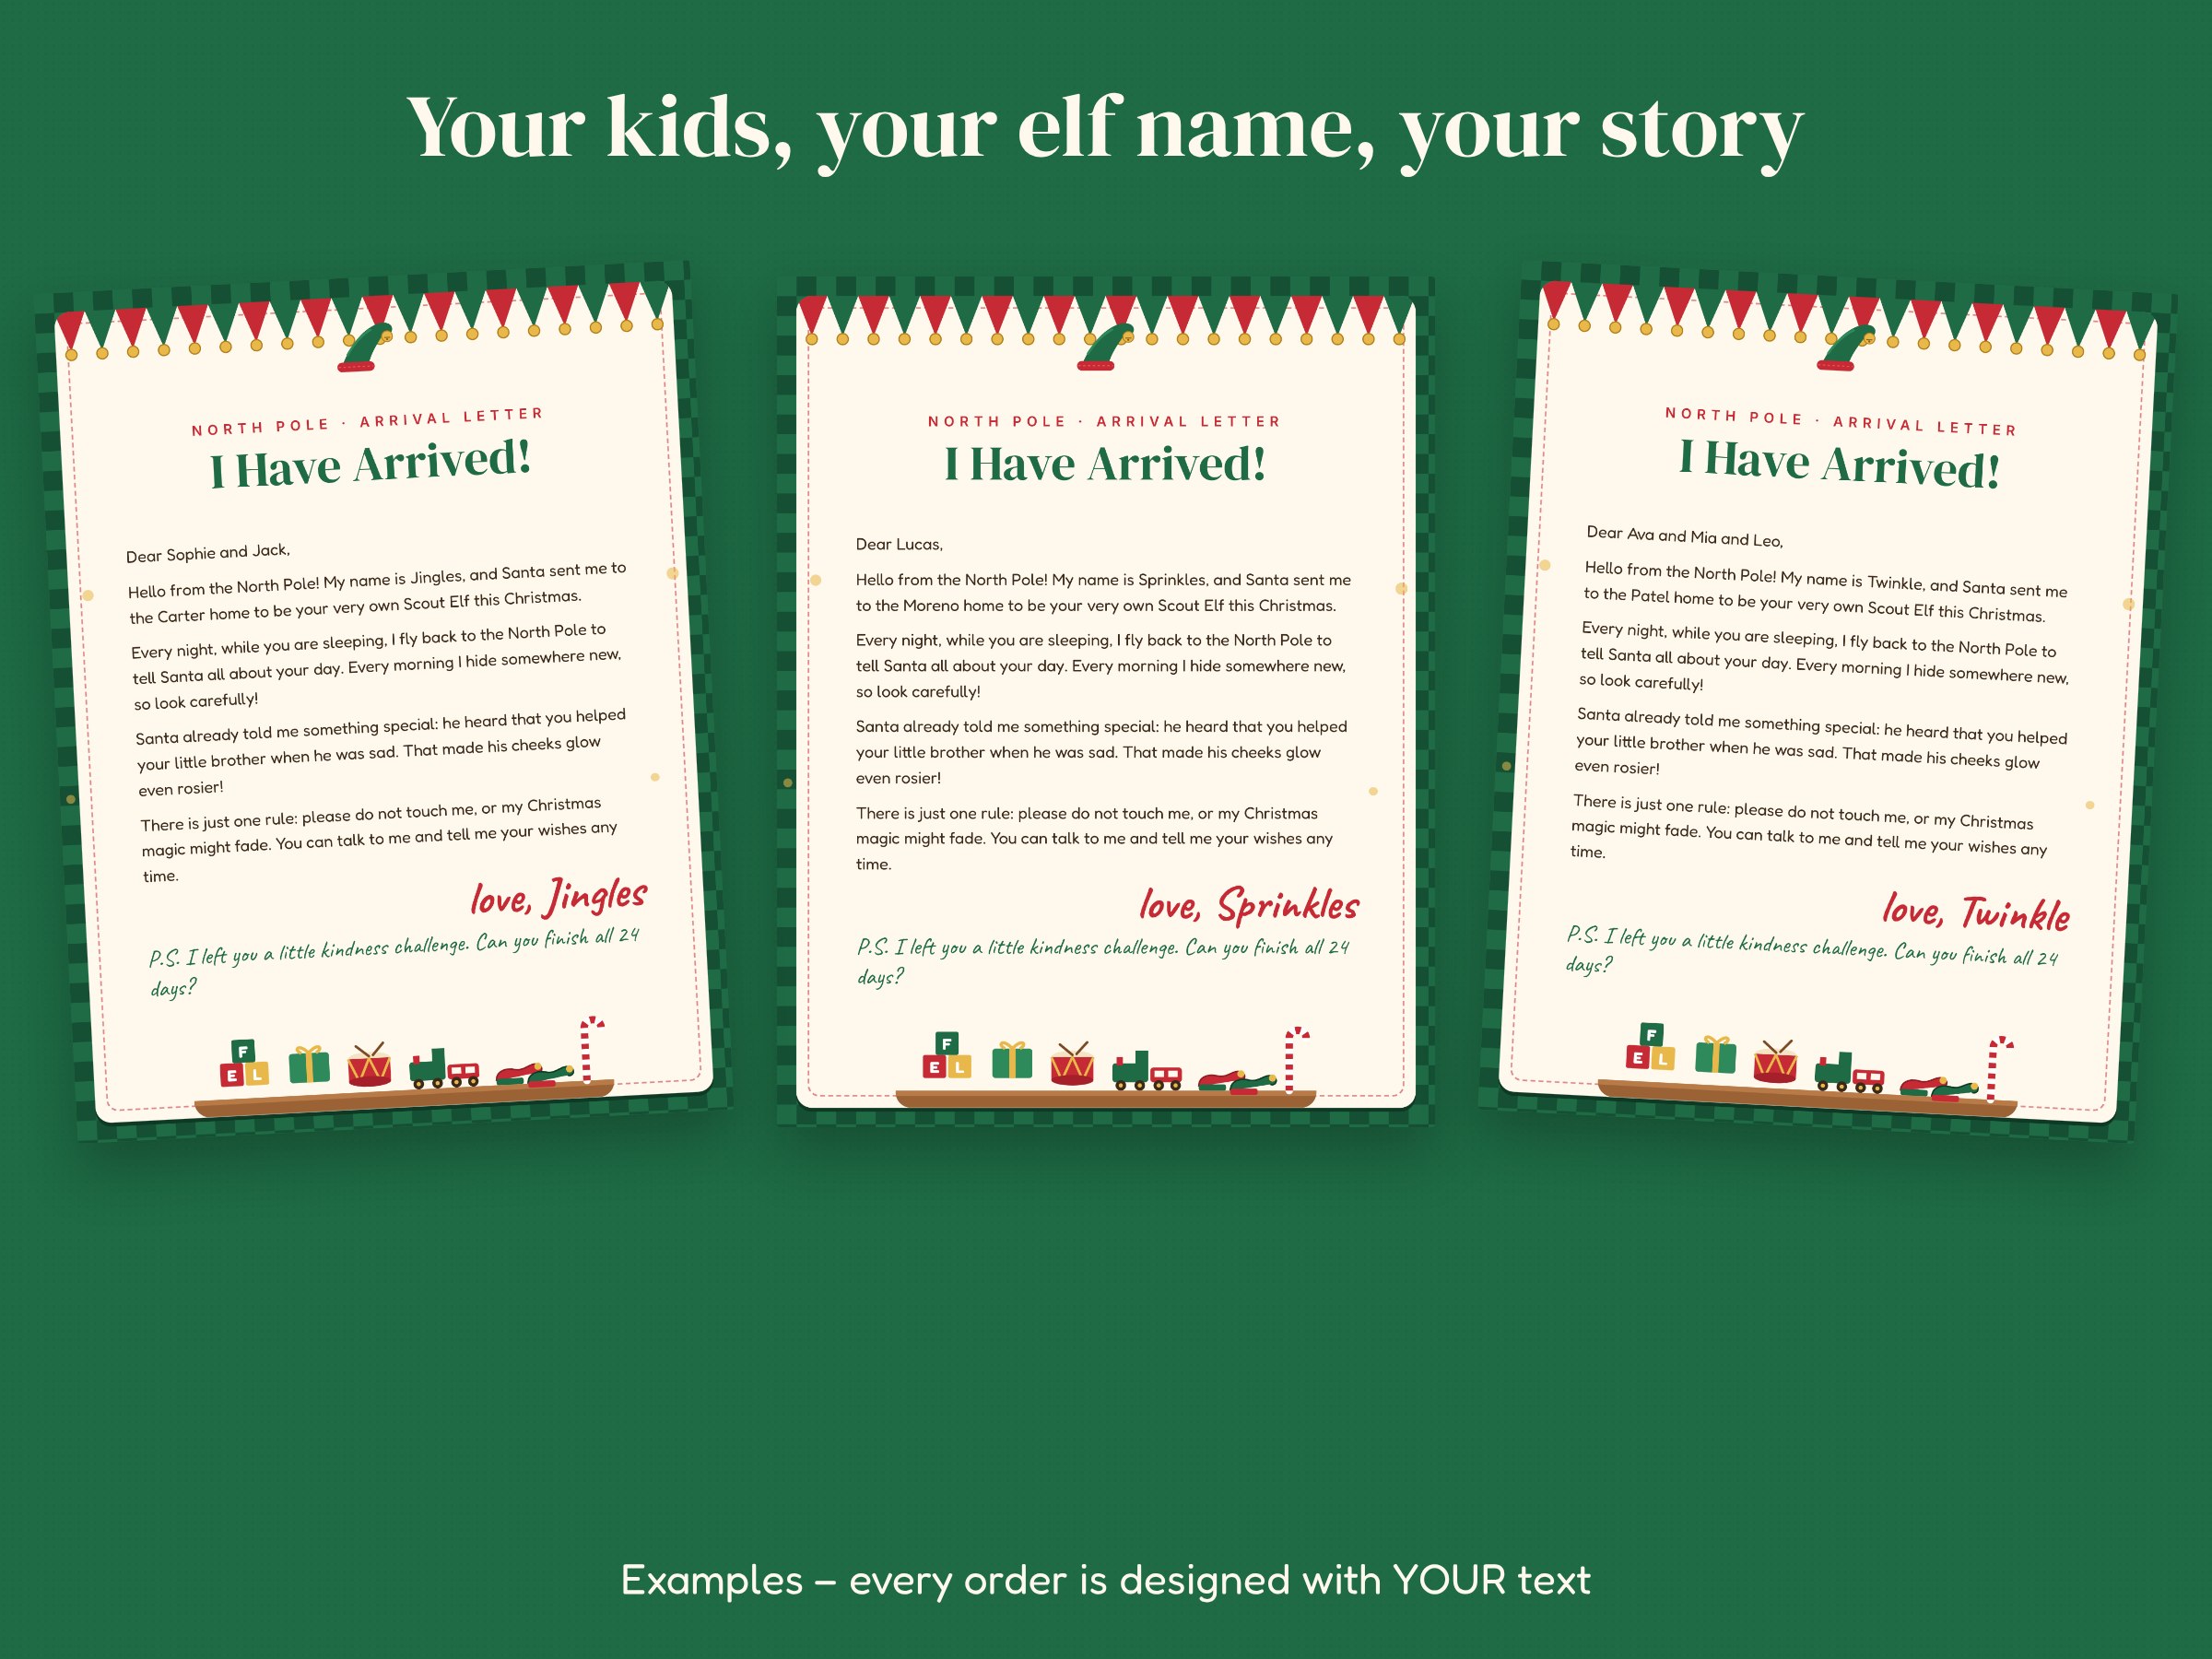 Your kids, your elf name, your story
NORTH POLE · ARRIVAL LETTER
I Have Arrived!
Dear Sophie and Jack,
Hello from the North Pole! My name is Jingles, and Santa sent me to
the Carter home to be your very own Scout Elf this Christmas.
Every night, while you are sleeping, I fly back to the North Pole to
tell Santa all about your day. Every morning I hide somewhere new,
so look carefully!
Santa already told me something special: he heard that you helped
your little brother when he was sad. That made his cheeks glow
even rosier!
There is just one rule: please do not touch me, or my Christmas
magic might fade. You can talk to me and tell me your wishes any
time.
love, Jingles
P.S. I left you a little kindness challenge. Can you finish all 24
days?
F
E L
NORTH POLE · ARRIVAL LETTER
I Have Arrived!
Dear Lucas,
Hello from the North Pole! My name is Sprinkles, and Santa sent me
to the Moreno home to be your very own Scout Elf this Christmas.
Every night, while you are sleeping, I fly back to the North Pole to
tell Santa all about your day. Every morning I hide somewhere new,
so look carefully!
Santa already told me something special: he heard that you helped
your little brother when he was sad. That made his cheeks glow
even rosier!
There is just one rule: please do not touch me, or my Christmas
magic might fade. You can talk to me and tell me your wishes any
time.
love, Sprinkles
P.S. I left you a little kindness challenge. Can you finish all 24
days?
F
E L
NORTH POLE · ARRIVAL LETTER
I Have Arrived!
Dear Ava and Mia and Leo,
Hello from the North Pole! My name is Twinkle, and Santa sent me
to the Patel home to be your very own Scout Elf this Christmas.
Every night, while you are sleeping, I fly back to the North Pole to
tell Santa all about your day. Every morning I hide somewhere new,
so look carefully!
Santa already told me something special: he heard that you helped
your little brother when he was sad. That made his cheeks glow
even rosier!
There is just one rule: please do not touch me, or my Christmas
magic might fade. You can talk to me and tell me your wishes any
time.
love, Twinkle
P.S. I left you a little kindness challenge. Can you finish all 24
days?
F
E L
Examples – every order is designed with YOUR text